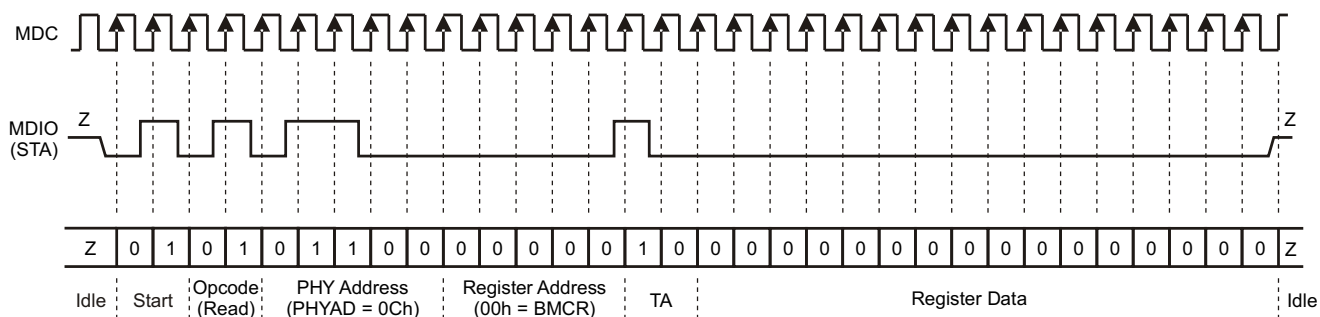 MDC
Z Z
MDIO
(STA)
Z 0 1 0 1 0 1 1 0 0 0 0 0 0 0 1 0 0 0 0 0 0 0 0 0 0 0 0 0 0 0 0 0 Z
Idle Start Opcode (Read) PHY Address (PHYAD = 0Ch) Register Address (00h = BMCR) TA Register Data Idle